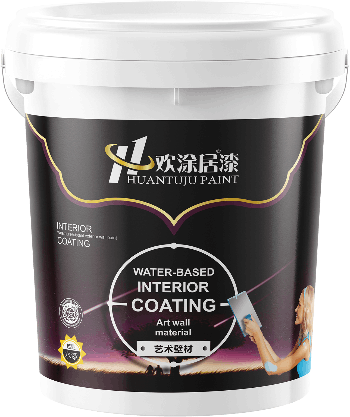 欢涂居漆
HUANTUJU PAINT
INTERIOR
COATING
WATER-BASED
INTERIOR
COATING
Art wall
material
艺术壁材